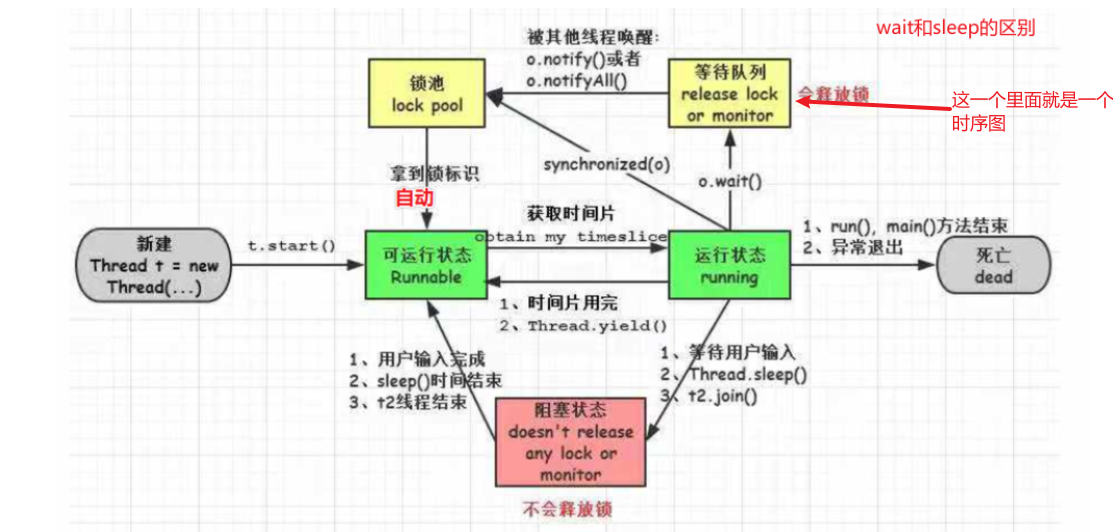 wait和sleep的区别
被其他线程唤醒:
o.notify()或者
o.notifyAll()
锁池
lock pool
等待队列
release lock
or monitor
会释放锁
这一个里面就是一个
时序图
synchronized(o)
o.wait()
拿到锁标识
自动
获取时间片
obtain my timeslice
新建
Thread t = new
Thread(...)
t.start()
可运行状态
Runnable
运行状态
running
1、run(), main()方法结束
2、异常退出
死亡
dead
1、时间片用完
2、Thread.yield()
1、用户输入完成
2、sleep()时间结束
3、t2线程结束
1、等待用户输入
2、Thread.sleep()
3、t2.join()
阻塞状态
doesn't release
any lock or
monitor
不会释放锁